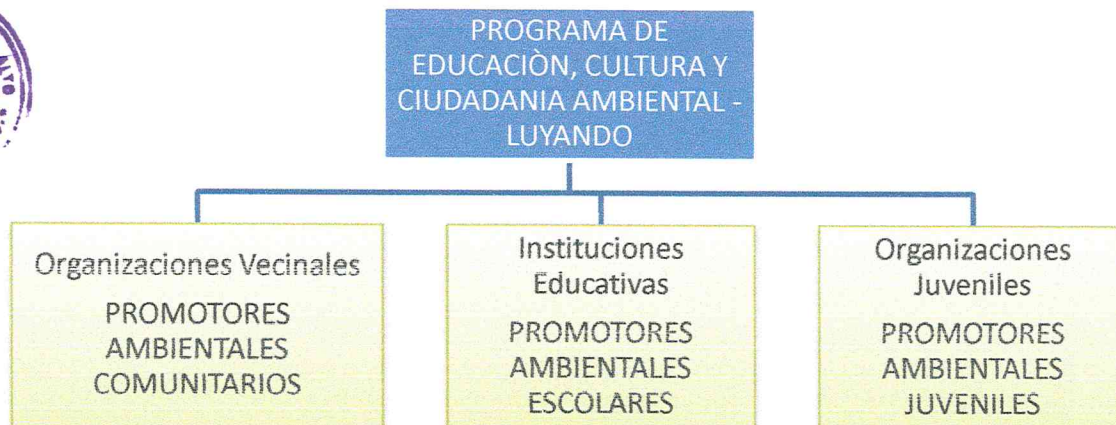 PROGRAMA DE
EDUCACIÒN, CULTURA Y
CIUDADANIA AMBIENTAL -
LUYANDO
Organizaciones Vecinales
PROMOTORES
AMBIENTALES
COMUNITARIOS
Instituciones
Educativas
PROMOTORES
AMBIENTALES
ESCOLARES
Organizaciones
Juveniles
PROMOTORES
AMBIENTALES
JUVENILES